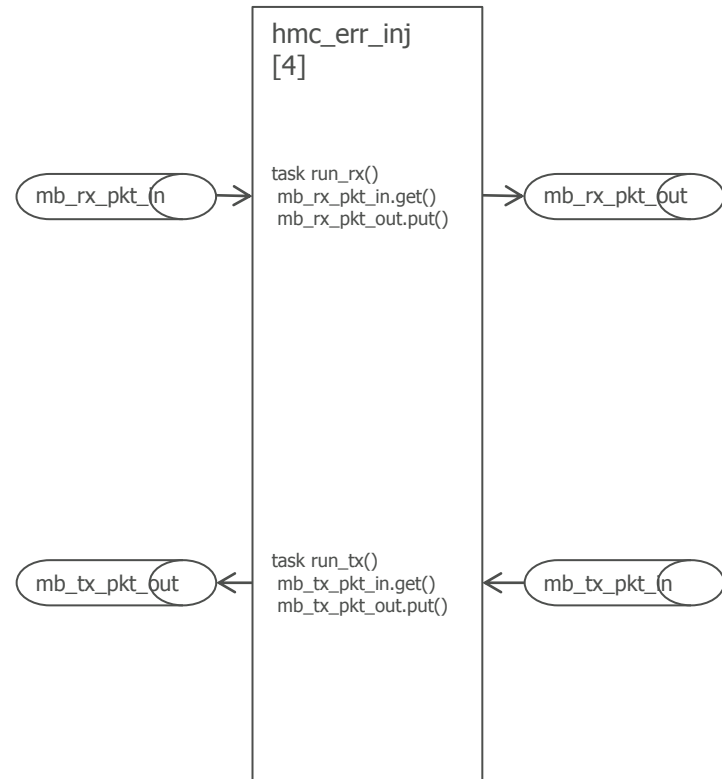 hmc_err_inj
[4]
task run_rx()
mb_rx_pkt_in.get()
mb_rx_pkt_out.put()
mb_rx_pkt_in
mb_rx_pkt_out
task run_tx()
mb_tx_pkt_in.get()
mb_tx_pkt_out.put()
mb_tx_pkt_out
mb_tx_pkt_in